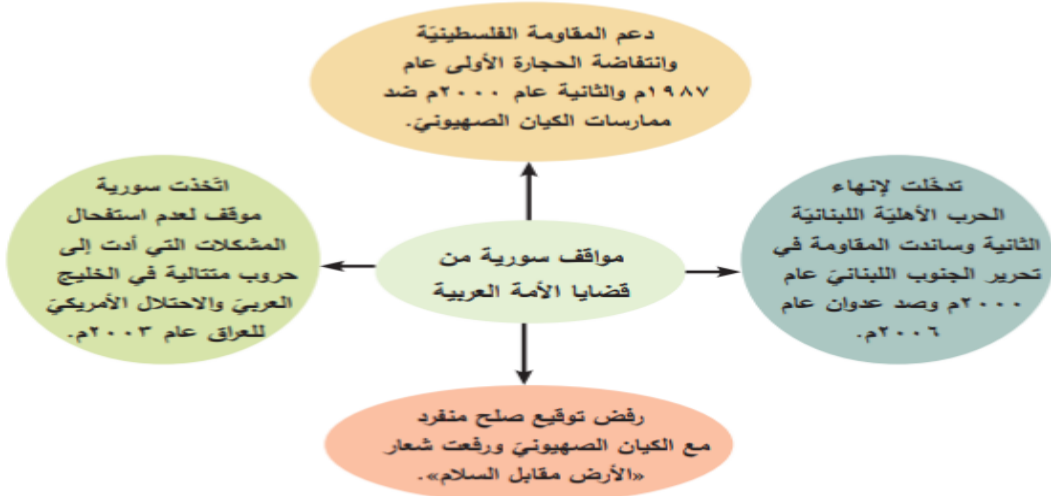 دعم المقاومة الفلسطينيّة
وانتفاضة الحجارة الأولى عام
١٩٨٧م والثانية عام ٢٠٠٠م ضد
ممارسات الكيان الصهيونيّ.
تدخّلت لإنهاء
الحرب الأهليّة اللبنانيّة
الثانية وساندت المقاومة في
تحرير الجنوب اللبنانيّ عام
٢٠٠٠م وصد عدوان عام
٢٠٠٦م.
مواقف سورية من
قضايا الأمة العربية
اتّخذت سورية
موقف لعدم استفحال
المشكلات التي أدت إلى
حروب متتالية في الخليج
العربيّ والاحتلال الأمريكيّ
للعراق عام ٢٠٠٣م.
رفض توقيع صلح منفرد
مع الكيان الصهيونيّ ورفعت شعار
«الأرض مقابل السلام».